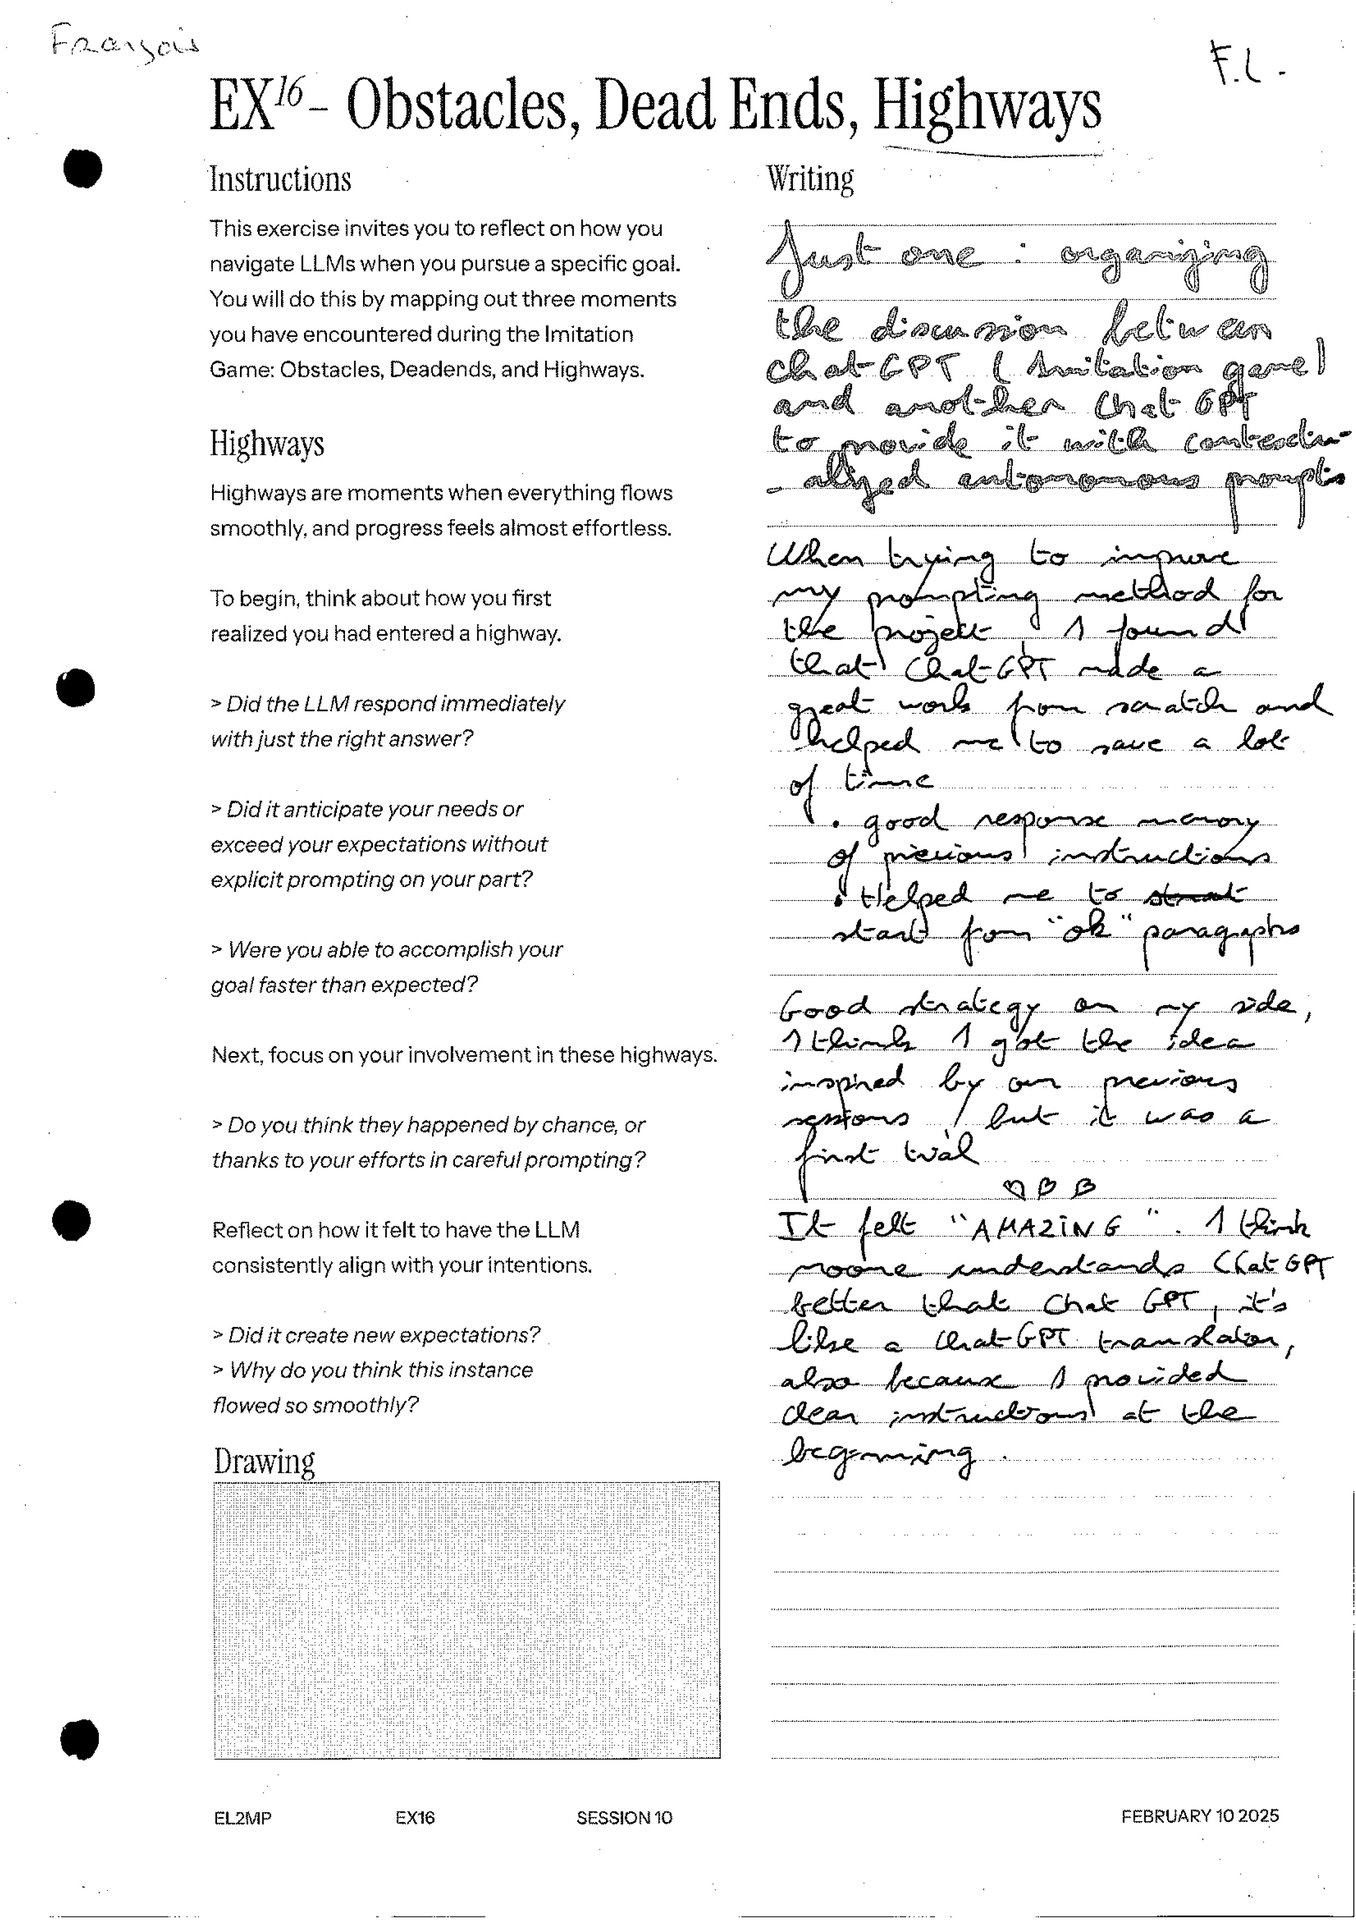 François
F.L.
EX16 – Obstacles, Dead Ends, Highways
Instructions
This exercise invites you to reflect on how you
navigate LLMs when you pursue a specific goal.
You will do this by mapping out three moments
you have encountered during the Imitation
Game: Obstacles, Deadends, and Highways.
Highways
Highways are moments when everything flows
smoothly, and progress feels almost effortless.
To begin, think about how you first
realized you had entered a highway.
> Did the LLM respond immediately
with just the right answer?
> Did it anticipate your needs or
exceed your expectations without
explicit prompting on your part?
> Were you able to accomplish your
goal faster than expected?
Next, focus on your involvement in these highways.
> Do you think they happened by chance, or
thanks to your efforts in careful prompting?
Reflect on how it felt to have the LLM
consistently align with your intentions.
> Did it create new expectations?
> Why do you think this instance
flowed so smoothly?
Drawing
Writing
Just one : organizing
the discussion between
chatGPT ( Imitation game)
and another Chat GPT
to provide it with contextu-
- alized autonomous prompts
When trying to improve
my prompting method for
the project, I found
that ChatGPT made a
great work from scratch and
helped me to save a lot
of time
• good response memory
of previous instructions
• Helped me to
start from "ok" paragraphs
Good strategy on my side,
I think I got the idea
inspired by our previous
sessions, but it was a
first trial
It felt "AMAZiNG". I think
noone understands ChatGPT
better that Chat GPT, it's
like a ChatGPT translator,
also because I provided
clear instructions at the
beginning.
EL2MP EX16 SESSION 10 FEBRUARY 10 2025